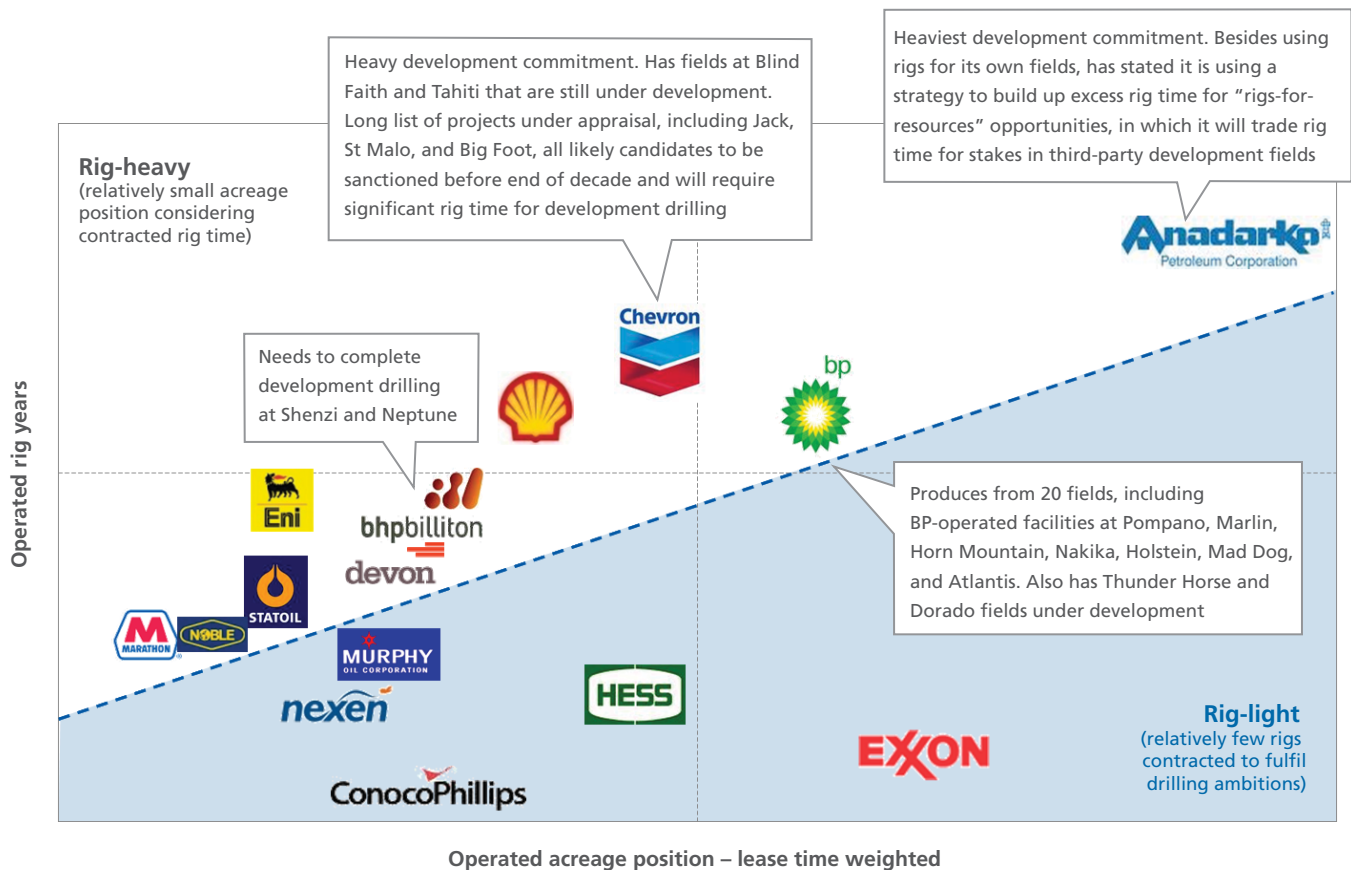 Heavy development commitment. Has fields at Blind
Faith and Tahiti that are still under development.
Long list of projects under appraisal, including Jack,
St Malo, and Big Foot, all likely candidates to be
sanctioned before end of decade and will require
significant rig time for development drilling
Heaviest development commitment. Besides using
rigs for its own fields, has stated it is using a
strategy to build up excess rig time for “rigs-for-
resources” opportunities, in which it will trade rig
time for stakes in third-party development fields
Rig-heavy
(relatively small acreage
position considering
contracted rig time)
Anadarko
Petroleum Corporation
Chevron
Needs to complete
development drilling
at Shenzi and Neptune
bp
Operated rig years
Eni
bhpbilliton
devon
STATOIL
M
MARATHON
NOBLE
MURPHY
OIL CORPORATION
nexen
HESS
ConocoPhillips
EXXON
Produces from 20 fields, including
BP-operated facilities at Pompano, Marlin,
Horn Mountain, Nakika, Holstein, Mad Dog,
and Atlantis. Also has Thunder Horse and
Dorado fields under development
Rig-light
(relatively few rigs
contracted to fulfil
drilling ambitions)
Operated acreage position – lease time weighted